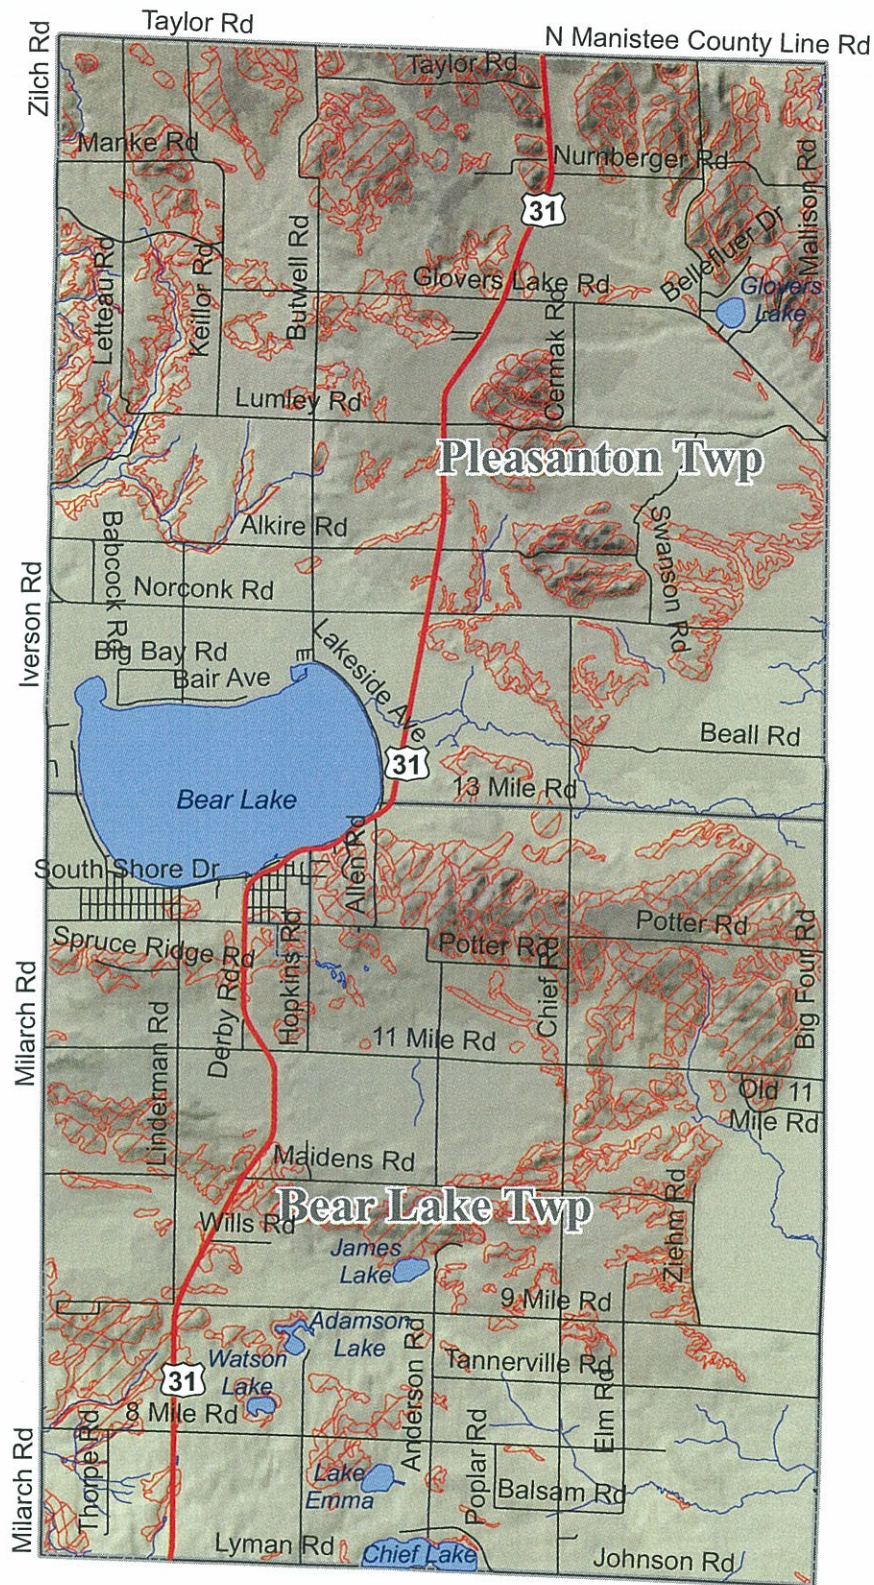 Taylor Rd
N Manistee County Line Rd
Zilch Rd
Taylor Rd
Manke Rd
Nurnberger Rd
Mallison Rd
31
Bellefluer Dr
Butwell Rd
Letteau Rd
Keillor Rd
Glovers Lake Rd
Glovers
Lake
Cermak Rd
Lumley Rd
Pleasanton Twp
Alkire Rd
Babcock Rd
Swanson Rd
Iverson Rd
Norconk Rd
Big Bay Rd
Lakeside Ave
Bair Ave
Beall Rd
31
13 Mile Rd
Bear Lake
Allen Rd
South Shore Dr
Potter Rd
Spruce Ridge Rd
Hopkins Rd
Potter Rd
Chief Rd
Big Four Rd
Milarch Rd
Derby Rd
11 Mile Rd
Linderman Rd
Old 11
Mile Rd
Maidens Rd
Bear Lake Twp
Ziehm Rd
Wills Rd
James
Lake
9 Mile Rd
Adamson
Lake
Watson
Lake
Anderson Rd
Tannerville Rd
31
Elm Rd
8 Mile Rd
Milarch Rd
Thorpe Rd
Poplar Rd
Lake
Emma
Balsam Rd
Lyman Rd
Chief Lake
Johnson Rd